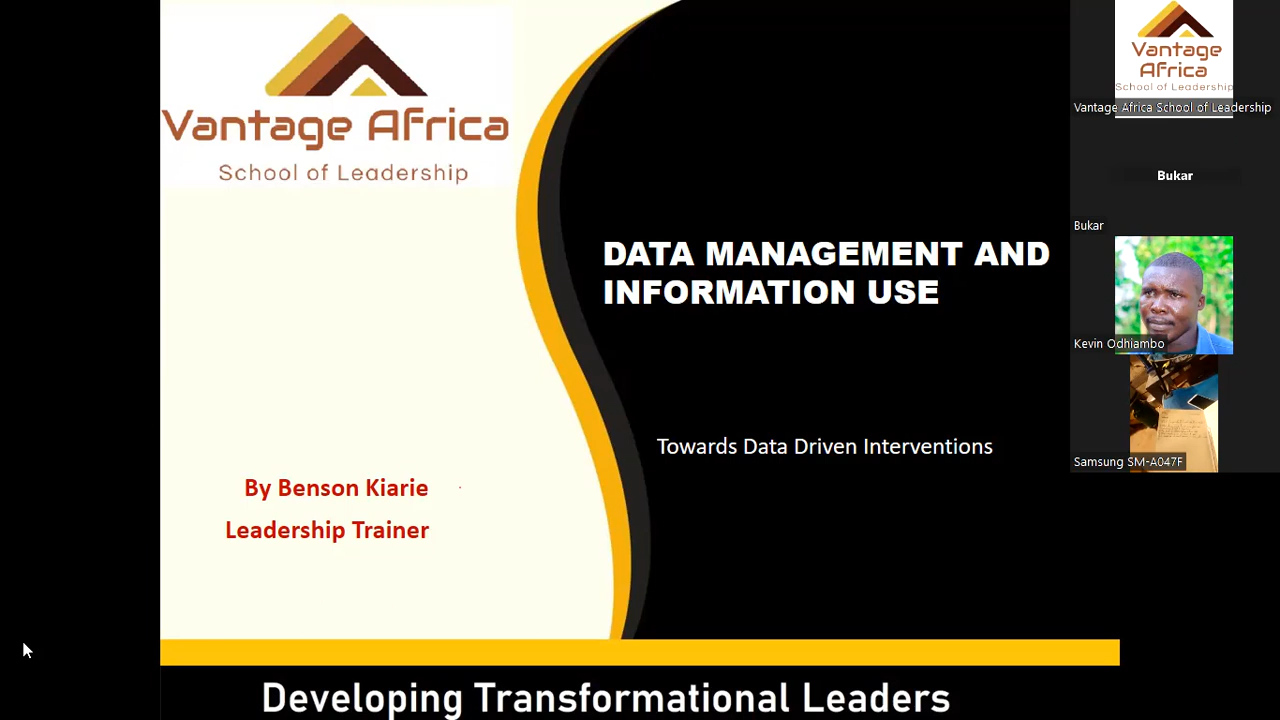 Vantage Africa
School of Leadership
DATA MANAGEMENT AND
INFORMATION USE
Towards Data Driven Interventions
By Benson Kiarie
Leadership Trainer
Developing Transformational Leaders
Vantage
Africa
School of Leadership
Vantage Africa School of Leadership
Bukar
Bukar
Kevin Odhiambo
Samsung SM-A047F